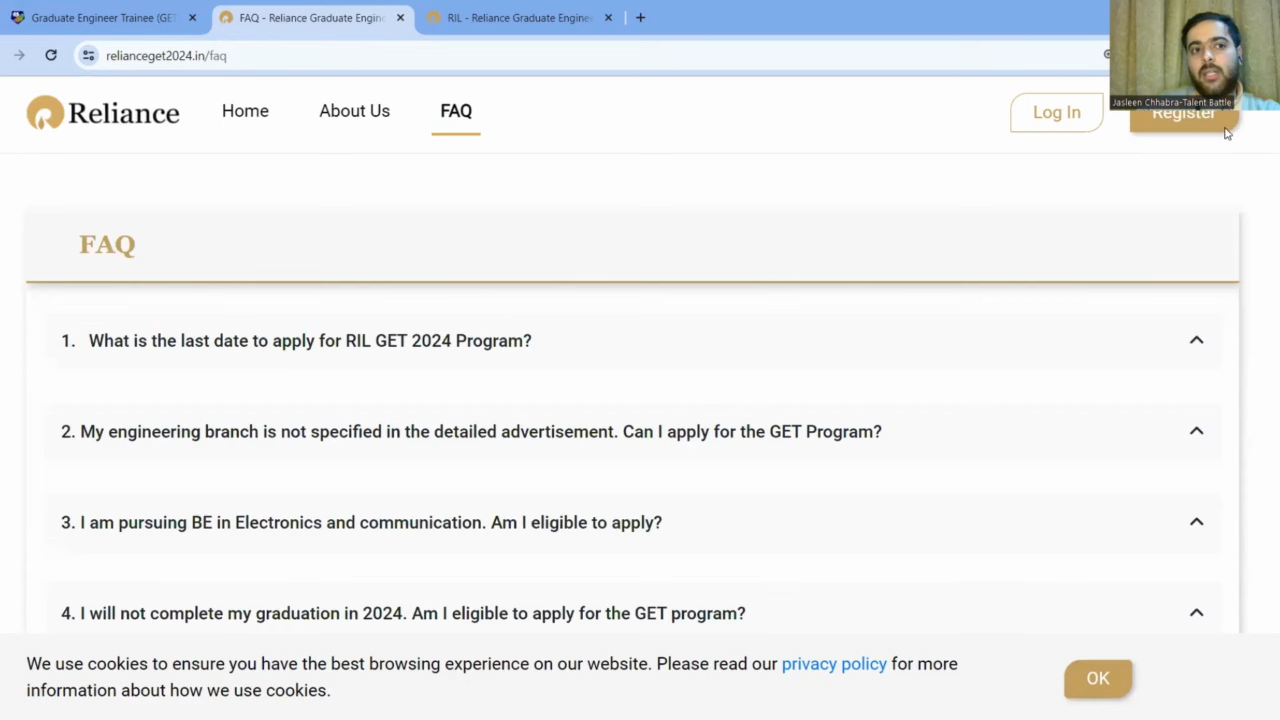 Graduate Engineer Trainee (GET
FAQ - Reliance Graduate Engine
RIL - Reliance Graduate Enginee
relianceget2024.in/faq
Jasleen Chhabra-Talent Battle
Reliance
Home
About Us
FAQ
Log In
Register
FAQ
1. What is the last date to apply for RIL GET 2024 Program?
2. My engineering branch is not specified in the detailed advertisement. Can I apply for the GET Program?
3. I am pursuing BE in Electronics and communication. Am I eligible to apply?
4. I will not complete my graduation in 2024. Am I eligible to apply for the GET program?
We use cookies to ensure you have the best browsing experience on our website. Please read our privacy policy for more
information about how we use cookies.
OK